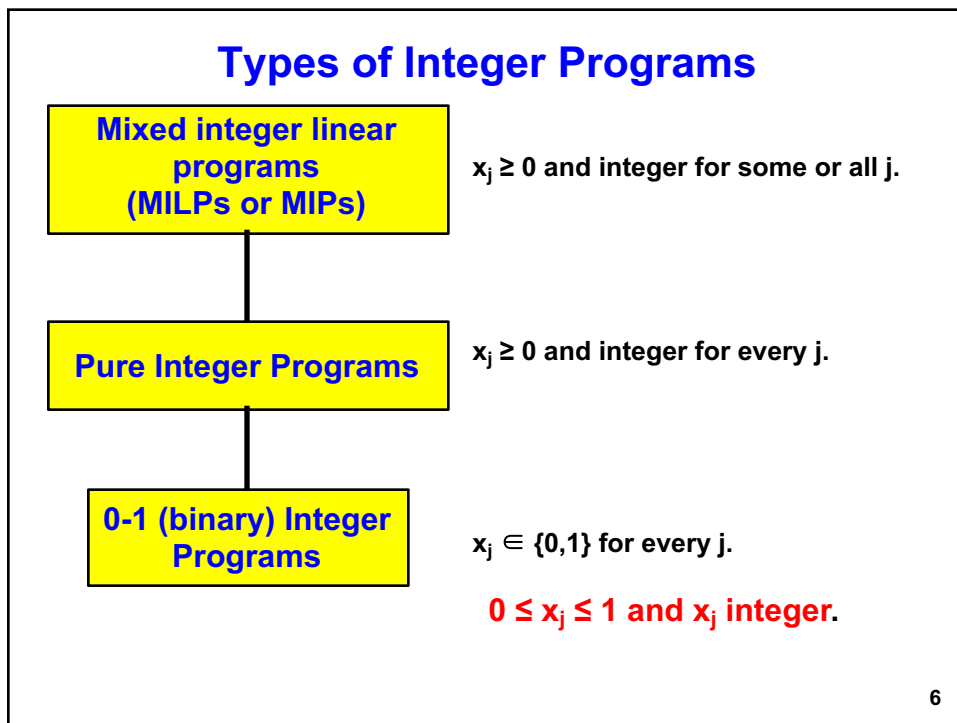 Types of Integer Programs
Mixed integer linear
programs
(MILPs or MIPs)
xj ≥ 0 and integer for some or all j.
Pure Integer Programs
xj ≥ 0 and integer for every j.
0-1 (binary) Integer
Programs
xj ∈ {0,1} for every j.
0 ≤ xj ≤ 1 and xj integer.
6